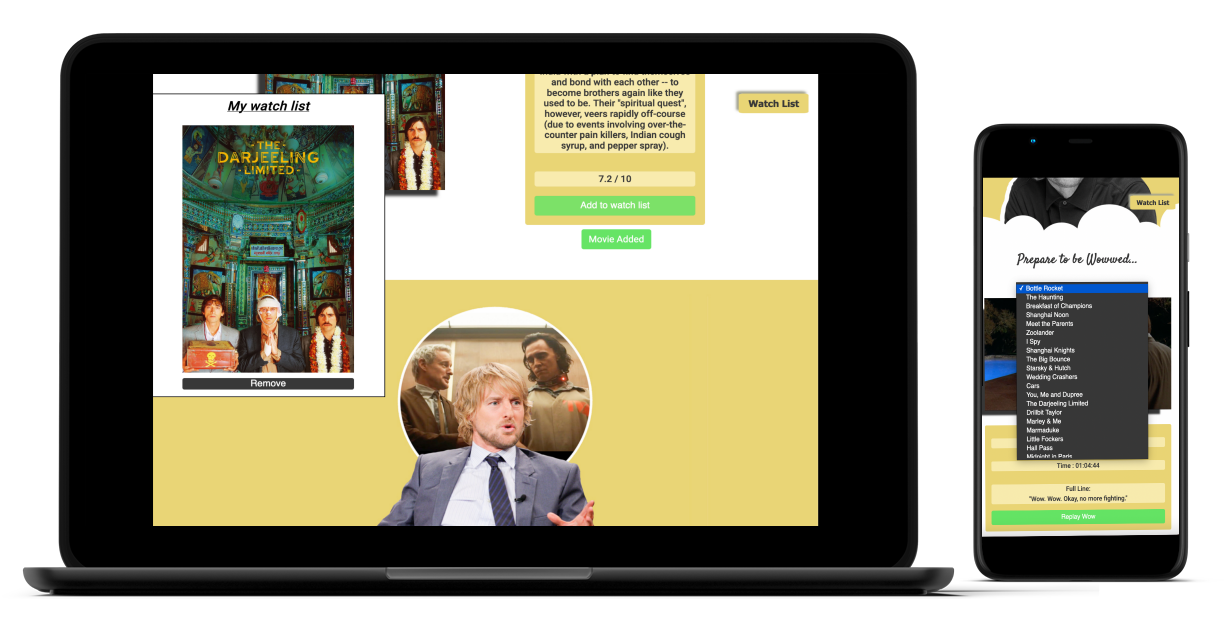 My watch list
THE
DARJEELING
LIMITED
Remove
and bond with each other -- to
become brothers again like they
used to be. Their "spiritual quest",
however, veers rapidly off-course
(due to events involving over-the-
counter pain killers, Indian cough
syrup, and pepper spray).
7.2 / 10
Add to watch list
Movie Added
Watch List
Watch List
Prepare to be Wowwed...
✓ Bottle Rocket
The Haunting
Breakfast of Champions
Shanghai Noon
Meet the Parents
Zoolander
I Spy
Shanghai Knights
The Big Bounce
Starsky & Hutch
Wedding Crashers
Cars
You, Me and Dupree
The Darjeeling Limited
Drillbit Taylor
Marley & Me
Marmaduke
Little Fockers
Hall Pass
Midnight in Paris
Time : 01:04:44
Full Line:
"Wow. Wow. Okay, no more fighting."
Replay Wow